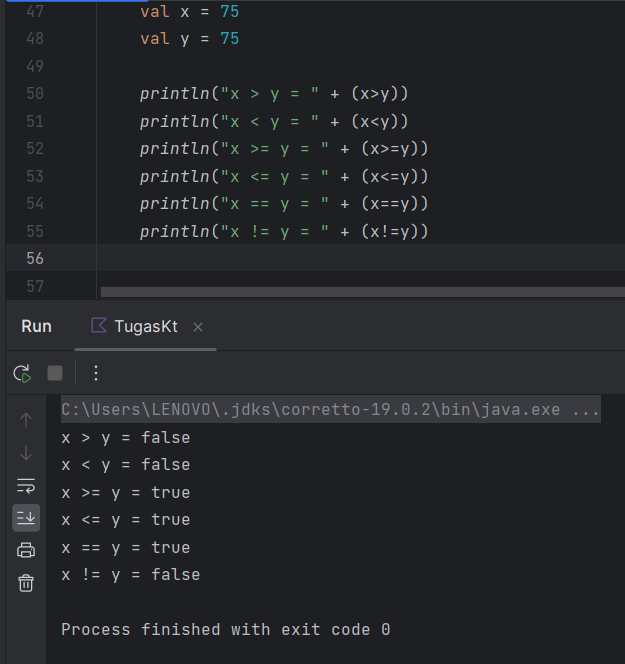 47 val x = 75
48 val y = 75
49
50 println("x > y = " + (x>y))
51 println("x < y = " + (x<y))
52 println("x >= y = " + (x>=y))
53 println("x <= y = " + (x<=y))
54 println("x == y = " + (x==y))
55 println("x != y = " + (x!=y))
56
57
Run TugasKt
C:\Users\LENOVO\.jdks\corretto-19.0.2\bin\java.exe ...
x > y = false
x < y = false
x >= y = true
x <= y = true
x == y = true
x != y = false
Process finished with exit code 0